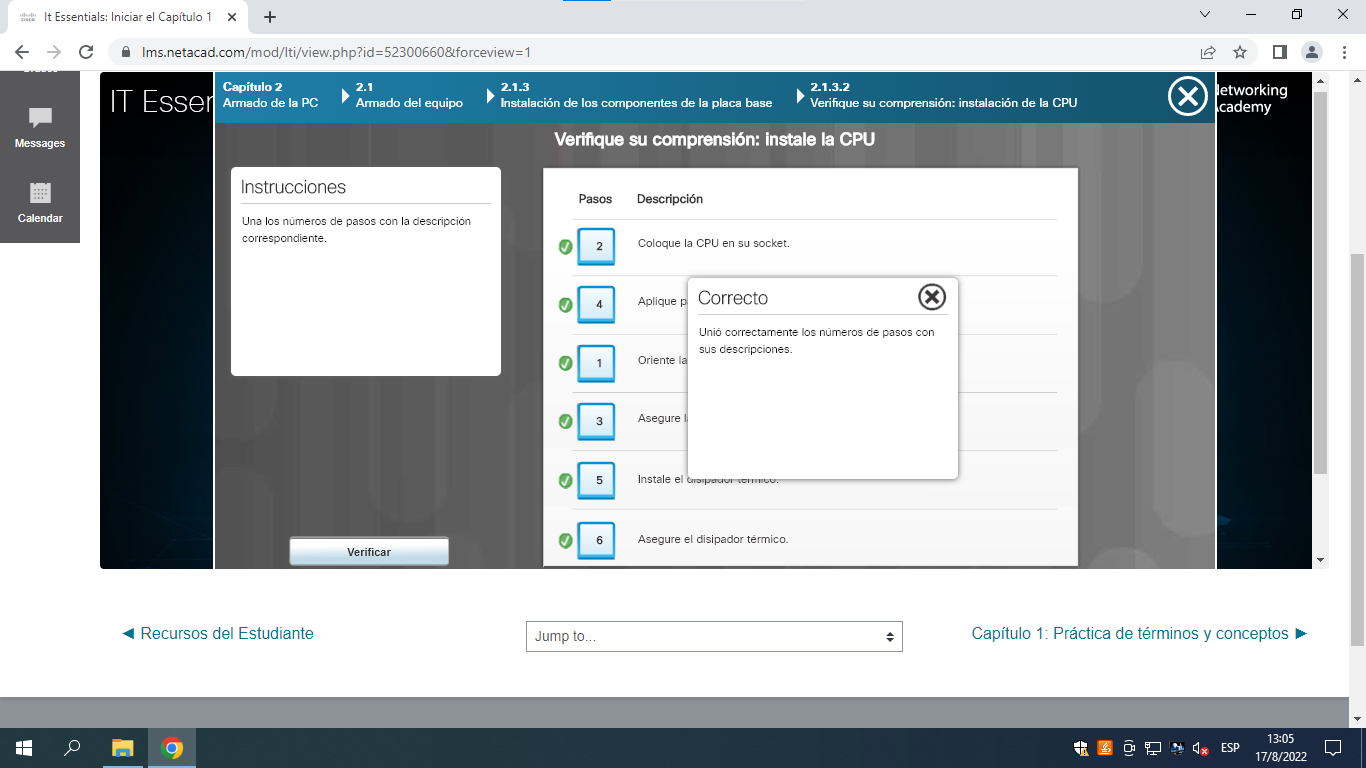 It Essentials: Iniciar el Capítulo 1
lms.netacad.com/mod/lti/view.php?id=52300660&forceview=1
Messages
Calendar
IT Esser
Capítulo 2
Armado de la PC
2.1
Armado del equipo
2.1.3
Instalación de los componentes de la placa base
2.1.3.2
Verifique su comprensión: instalación de la CPU
Networking
Academy
Verifique su comprensión: instale la CPU
Instrucciones
Una los números de pasos con la descripción
correspondiente.
Verificar
Pasos Descripción
2 Coloque la CPU en su socket.
4 Aplique p
1 Oriente la
3 Asegure la
5 Instale el disipador térmico.
6 Asegure el disipador térmico.
Correcto
Unió correctamente los números de pasos con
sus descripciones.
◄ Recursos del Estudiante
Jump to...
Capítulo 1: Práctica de términos y conceptos ►
ESP
13:05
17/8/2022